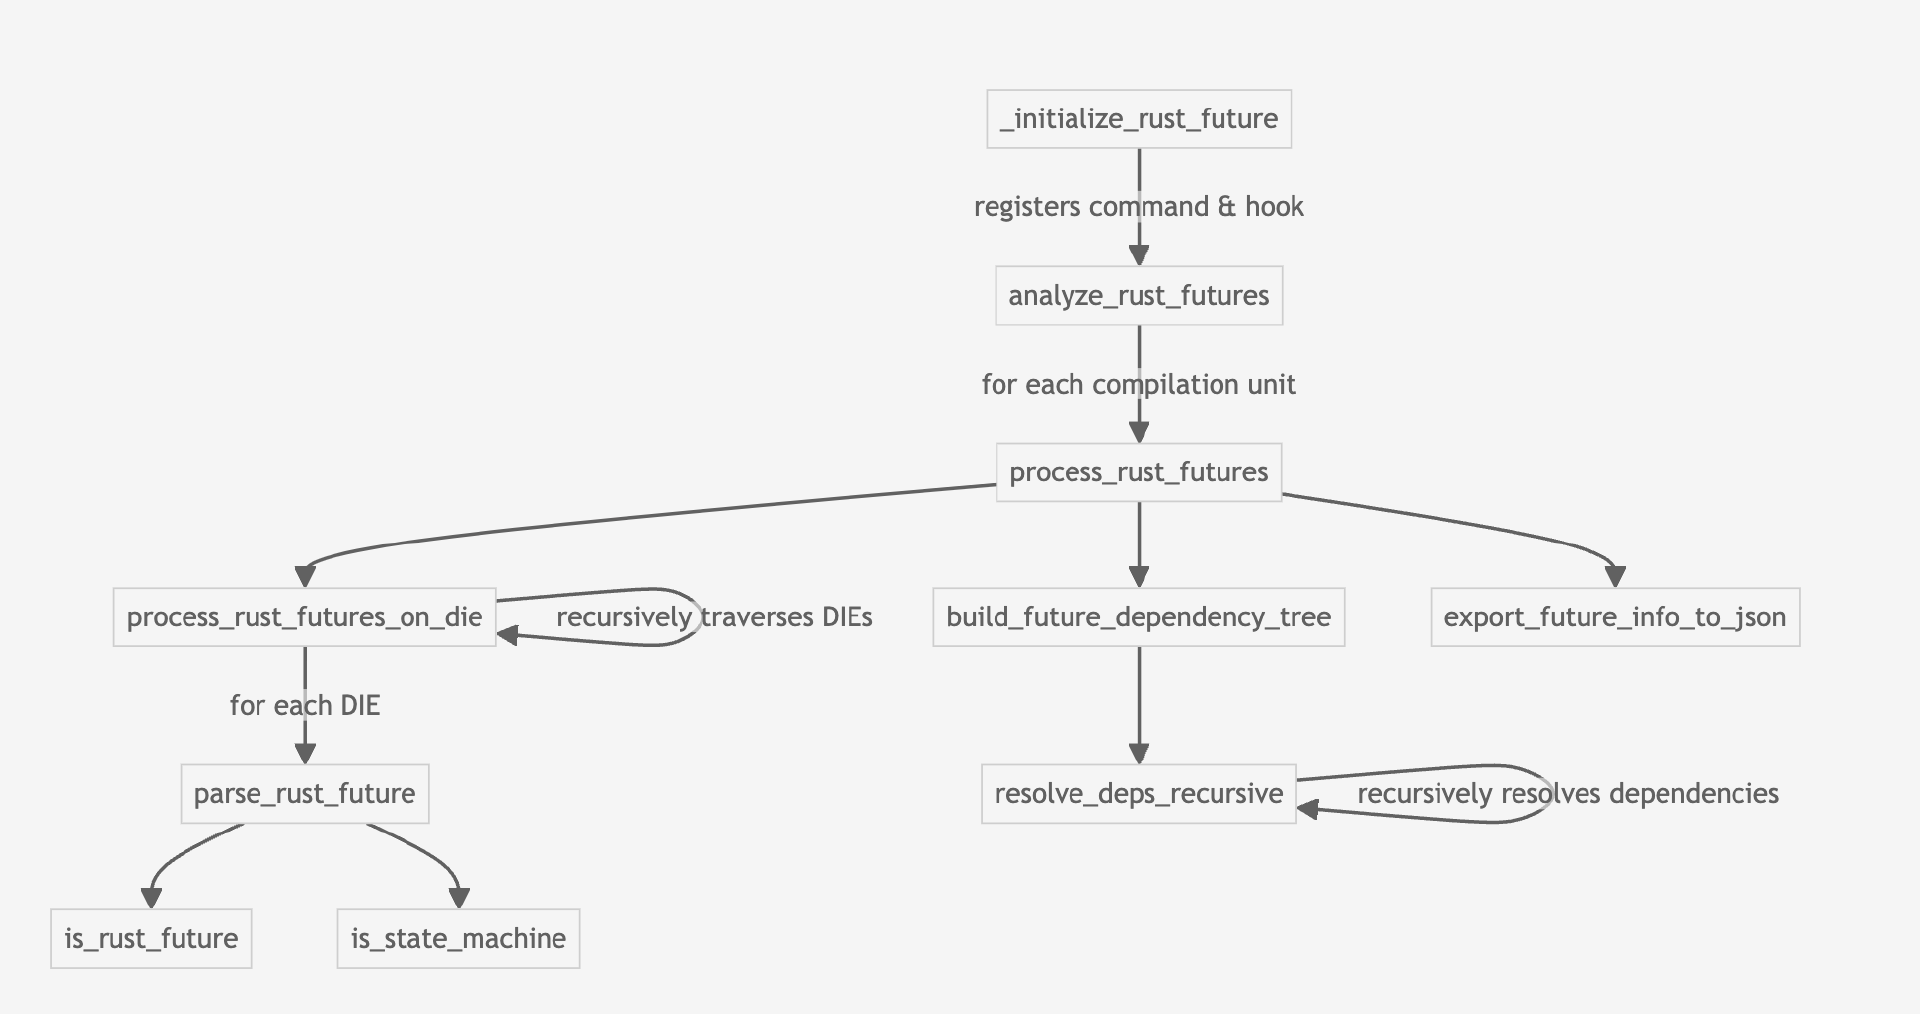 _initialize_rust_future
registers command & hook
analyze_rust_futures
for each compilation unit
process_rust_futures
process_rust_futures_on_die
recursively traverses DIEs
build_future_dependency_tree
export_future_info_to_json
for each DIE
parse_rust_future
resolve_deps_recursive
recursively resolves dependencies
is_rust_future
is_state_machine